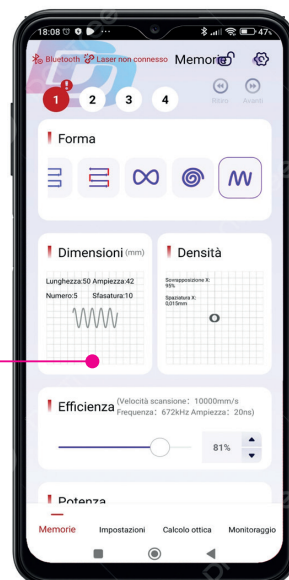 18:08
47%
Bluetooth Laser non connesso Memorie
1 2 3 4
Ritiro Avanti
Forma
Dimensioni (mm)
Densità
Lunghezza:50 Ampiezza:42
Numero:5 Sfasatura:10
Sovrapposizione X:
95%
Spaziatura X:
0,015mm
Efficienza (Velocità scansione: 10000mm/s
Frequenza: 672kHz Ampiezza: 20ns)
81%
Potenza
Memorie Impostazioni Calcolo ottica Monitoraggio